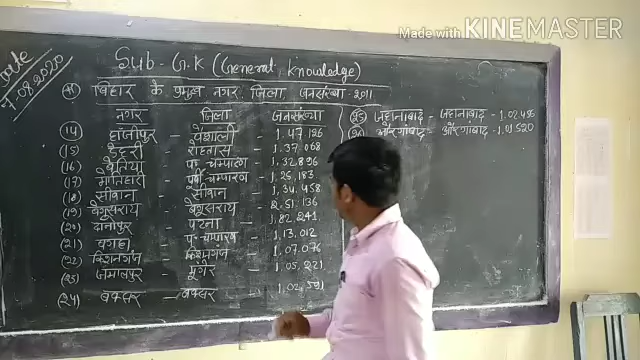 Made with KINEMASTER
Date
7-08.2020
Sub - G.K (General knowledge)
बिहार के प्रमुख नगर जिला जनसंख्या -2011
नगर जिला जनसंख्या
(14) हाजीपुर - वैशाली - 1.47,126
(15) डेहरी - रोहतास - 1.37,068
(16) बेतिया - प० चम्पारण - 1.32,896
(17) मोतिहारी - पूर्वी चम्पारण - 1.25,183
(18) सीवान - सीवान - 1,34,458
(19) बेगुसराय - बेगुसराय - 2.51,136
(20) दानापुर - पटना - 1.82,241
(21) बगहा - प० चम्पारण - 1.13,012
(22) किशनगंज - किशनगंज - 1.07,076
(23) जमालपुर - मुंगेर - 1.05,221
(24) बक्सर - बक्सर 1.02,591
(25) जहानाबाद - जहानाबाद - 1.02,456
(26) औरंगाबाद - औरंगाबाद - 1.01,520